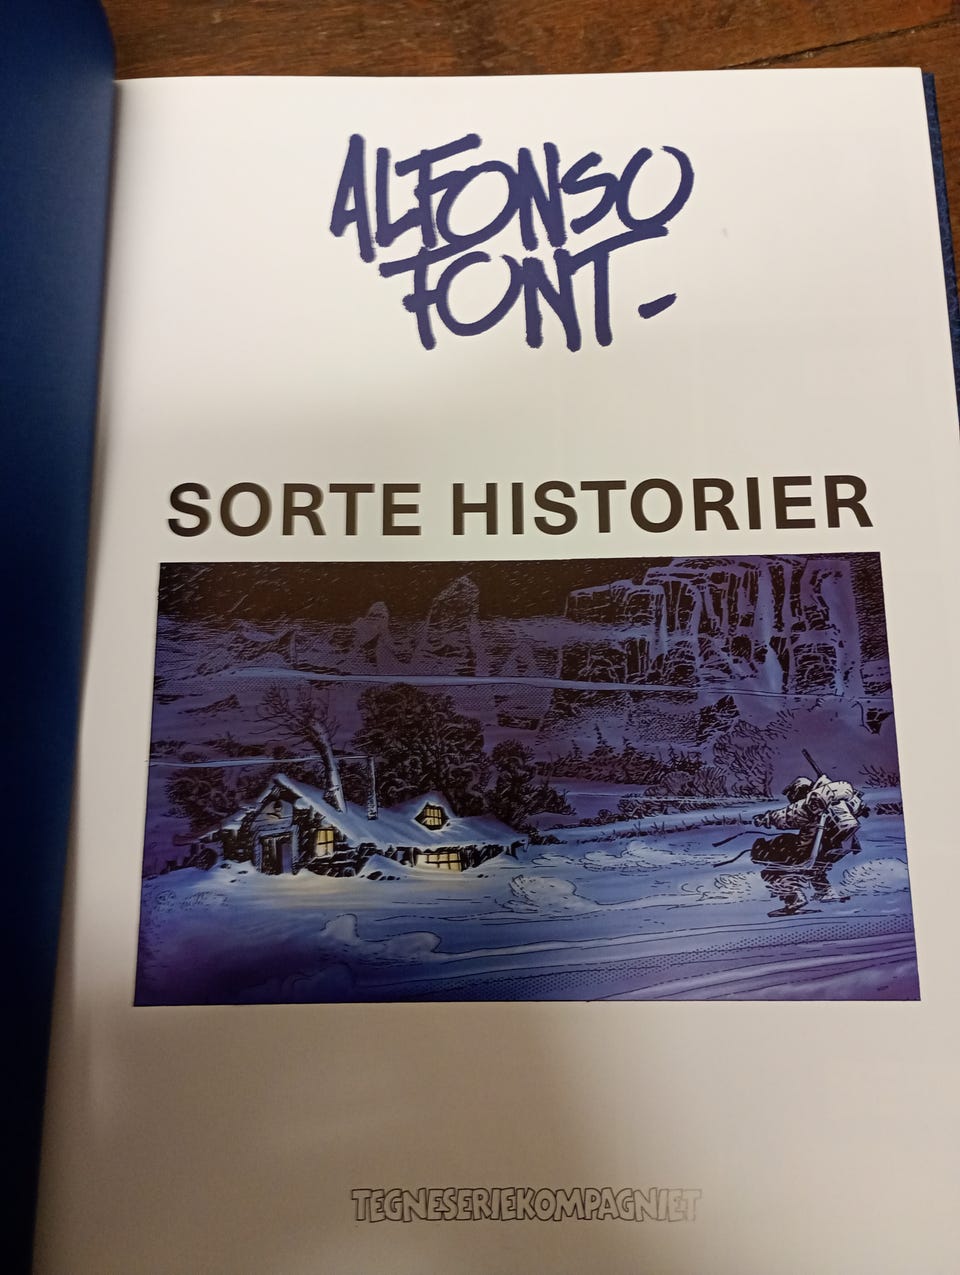 ALFONSO
FONT-
SORTE HISTORIER
TEGNESERIEKOMPAGNIET